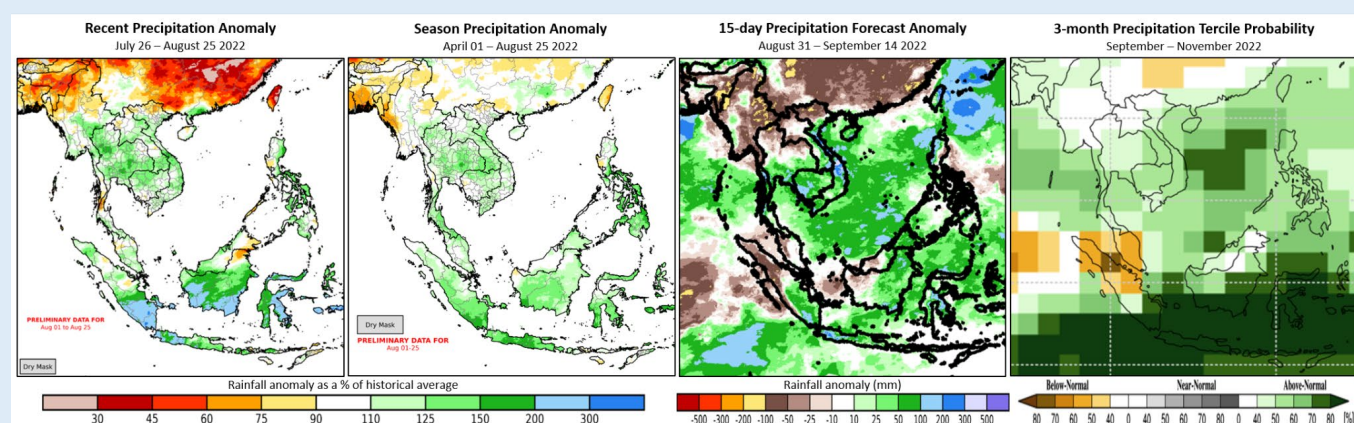 Recent Precipitation Anomaly
July 26 – August 25 2022
Season Precipitation Anomaly
April 01 – August 25 2022
15-day Precipitation Forecast Anomaly
August 31 – September 14 2022
3-month Precipitation Tercile Probability
September – November 2022
PRELIMINARY DATA FOR
Aug 01 to Aug 25
Dry Mask
Dry Mask
PRELIMINARY DATA FOR
Aug 01-25
Rainfall anomaly as a % of historical average
30 45 60 75 90 110 125 150 200 300
Rainfall anomaly (mm)
-500 -300 -200 -100 -50 -25 -10 10 25 50 100 200 300 500
Below-Normal Near-Normal Above-Normal
80 70 60 50 40 0 40 50 60 70 80 0 40 50 60 70 80 [%]